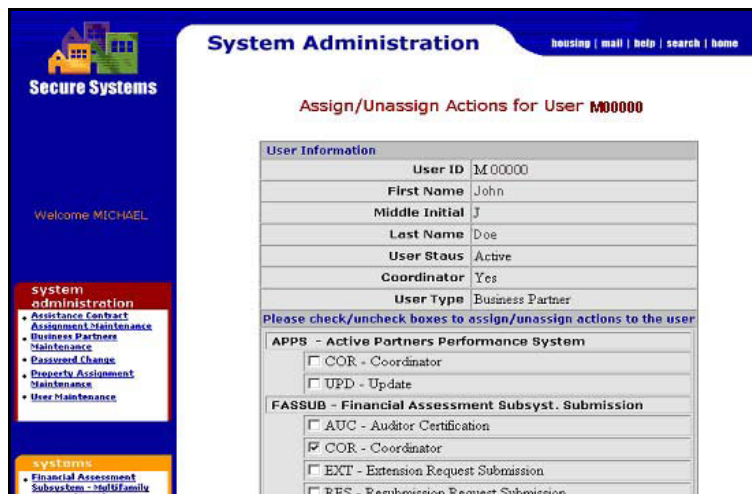 System Administration
housing | mail | help | search | home
Secure Systems
Assign/Unassign Actions for User M00000
User Information
User ID M00000
First Name John
Middle Initial J
Welcome MICHAEL
Last Name Doe
User Staus Active
Coordinator Yes
User Type Business Partner
system
administration
Assistance Contract
Assignment Maintenance
Business Partners
Maintenance
Password Change
Property Assignment
Maintenance
User Maintenance
Please check/uncheck boxes to assign/unassign actions to the user
APPS - Active Partners Performance System
COR - Coordinator
UPD - Update
FASSUB - Financial Assessment Subsyst. Submission
AUC - Auditor Certification
COR - Coordinator
EXT - Extension Request Submission
RES - Resubmission Request Submission
systems
Financial Assessment
Subsystem - Multifamily